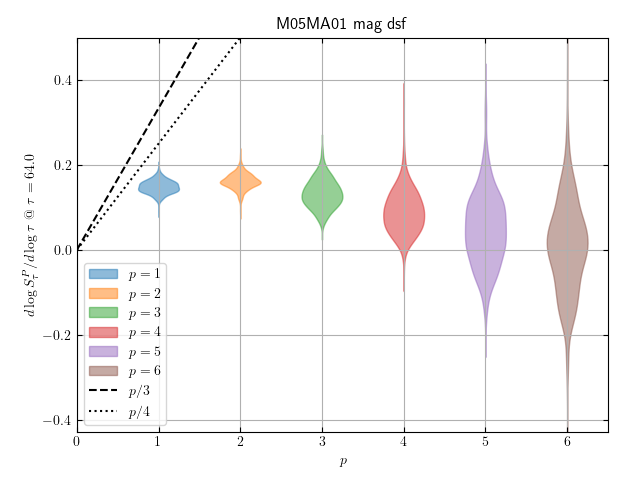 M05MA01 mag dsf
d log S_τ^P / d log τ @ τ = 64.0
0.4
0.2
0.0
−0.2
−0.4
p = 1
p = 2
p = 3
p = 4
p = 5
p = 6
p/3
p/4
0 1 2 3 4 5 6
p